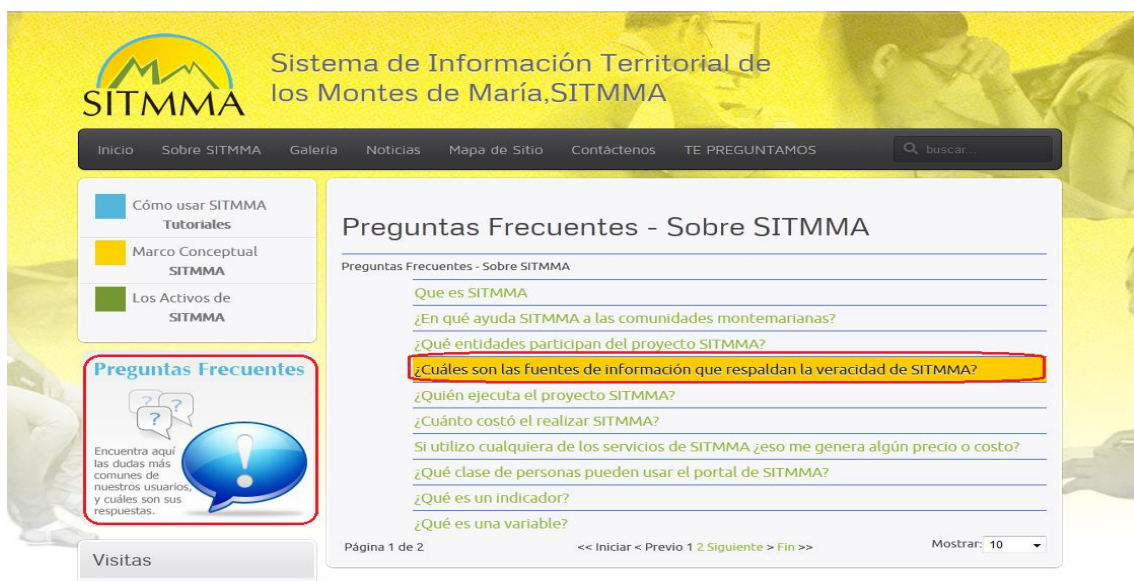 SITMMA
Sistema de Información Territorial de
los Montes de María,SITMMA
Inicio Sobre SITMMA Galería Noticias Mapa de Sitio Contáctenos TE PREGUNTAMOS buscar...
Cómo usar SITMMA
Tutoriales
Marco Conceptual
SITMMA
Los Activos de
SITMMA
Preguntas Frecuentes
? ?
?
!
Encuentra aquí
las dudas más
comunes de
nuestros usuarios,
y cuáles son sus
respuestas.
Visitas
Preguntas Frecuentes - Sobre SITMMA
Preguntas Frecuentes - Sobre SITMMA
Que es SITMMA
¿En qué ayuda SITMMA a las comunidades montemarianas?
¿Qué entidades participan del proyecto SITMMA?
¿Cuáles son las fuentes de información que respaldan la veracidad de SITMMA?
¿Quién ejecuta el proyecto SITMMA?
¿Cuánto costó el realizar SITMMA?
Si utilizo cualquiera de los servicios de SITMMA ¿eso me genera algún precio o costo?
¿Qué clase de personas pueden usar el portal de SITMMA?
¿Qué es un indicador?
¿Qué es una variable?
Página 1 de 2 << Iniciar < Previo 1 2 Siguiente > Fin >> Mostrar: 10